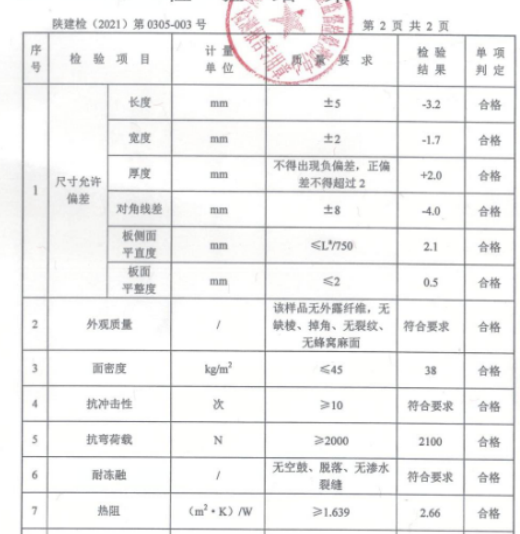 陕建检（2021）第 0305-003 号
第 2 页 共 2 页
序号 检 验 项 目 计 量 单 位 质 量 要 求 检 验 结 果 单 项 判 定
1 尺寸允许偏差 长度 mm ±5 -3.2 合格
宽度 mm ±2 -1.7 合格
厚度 mm 不得出现负偏差，正偏差不得超过 2 +2.0 合格
对角线差 mm ±8 -4.0 合格
板侧面平直度 mm ≤Lª/750 2.1 合格
板面平整度 mm ≤2 0.5 合格
2 外观质量 / 该样品无外露纤维，无缺棱、掉角、无裂纹、无蜂窝麻面 符合要求 合格
3 面密度 kg/m² ≤45 38 合格
4 抗冲击性 次 ≥10 符合要求 合格
5 抗弯荷载 N ≥2000 2100 合格
6 耐冻融 / 无空鼓、脱落、无渗水裂缝 符合要求 合格
7 热阻 （m²·K）/W ≥1.639 2.66 合格